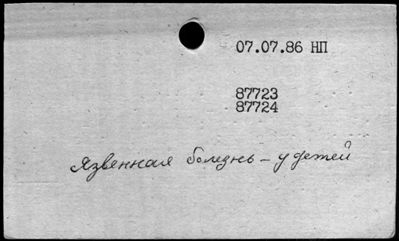 07.07.86 НП
87723
87724
Язвенная болезнь – у детей